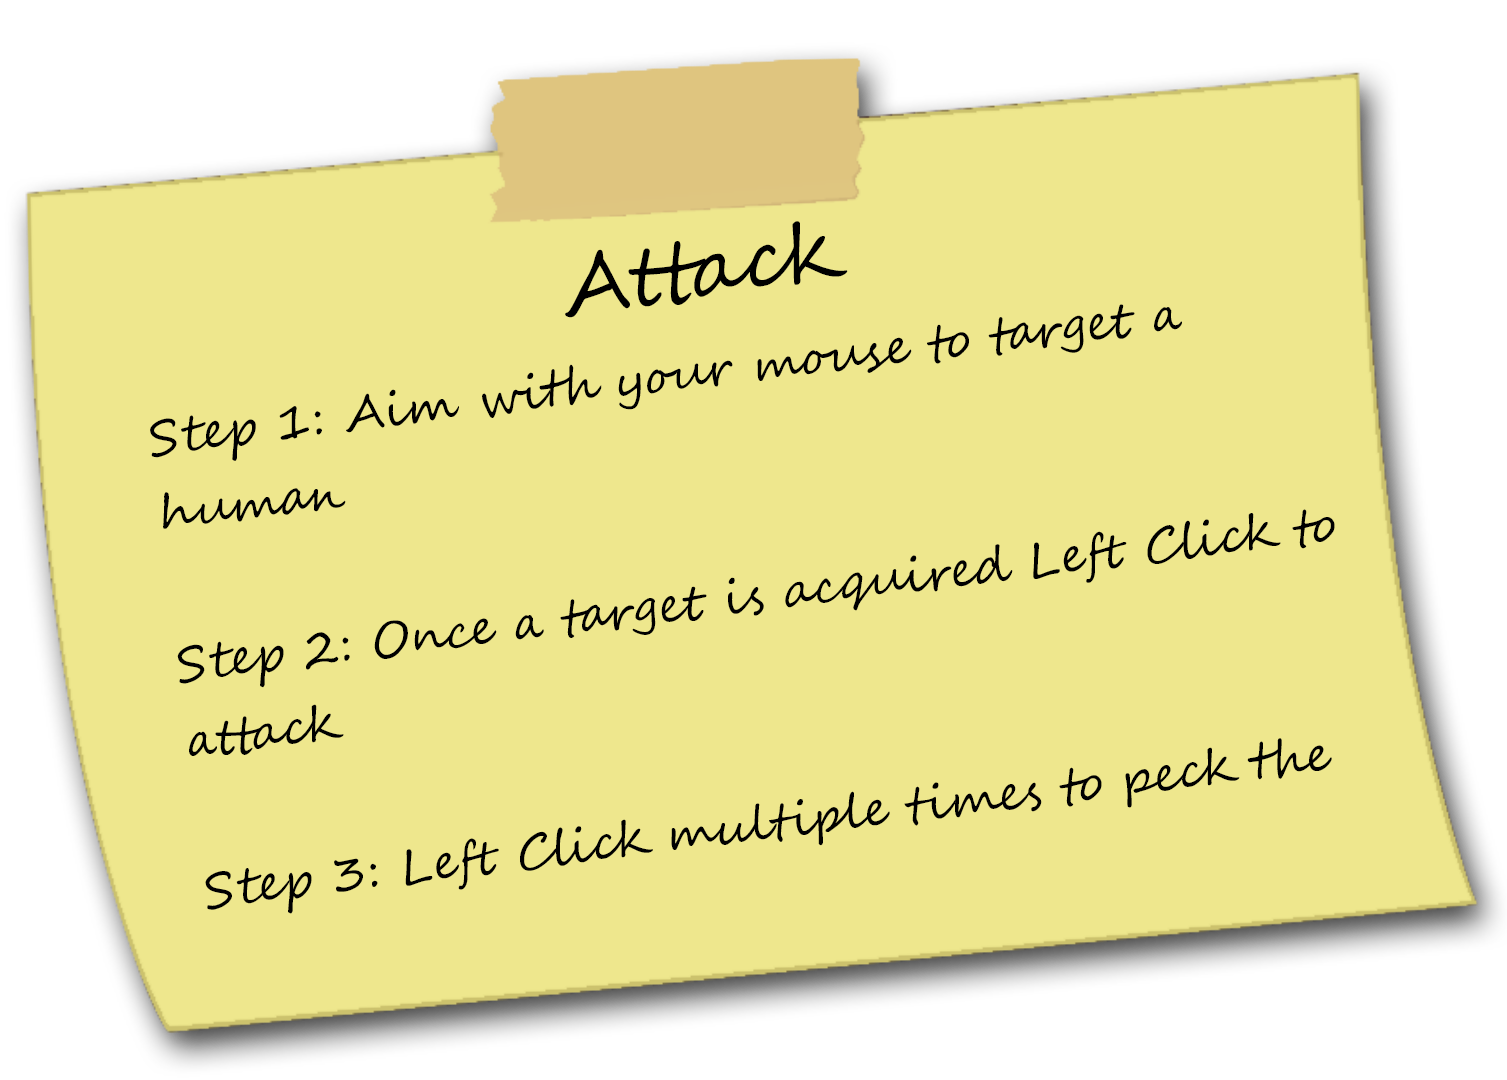 Attack
Step 1: Aim with your mouse to target a
human
Step 2: Once a target is acquired Left Click to
attack
Step 3: Left Click multiple times to peck the